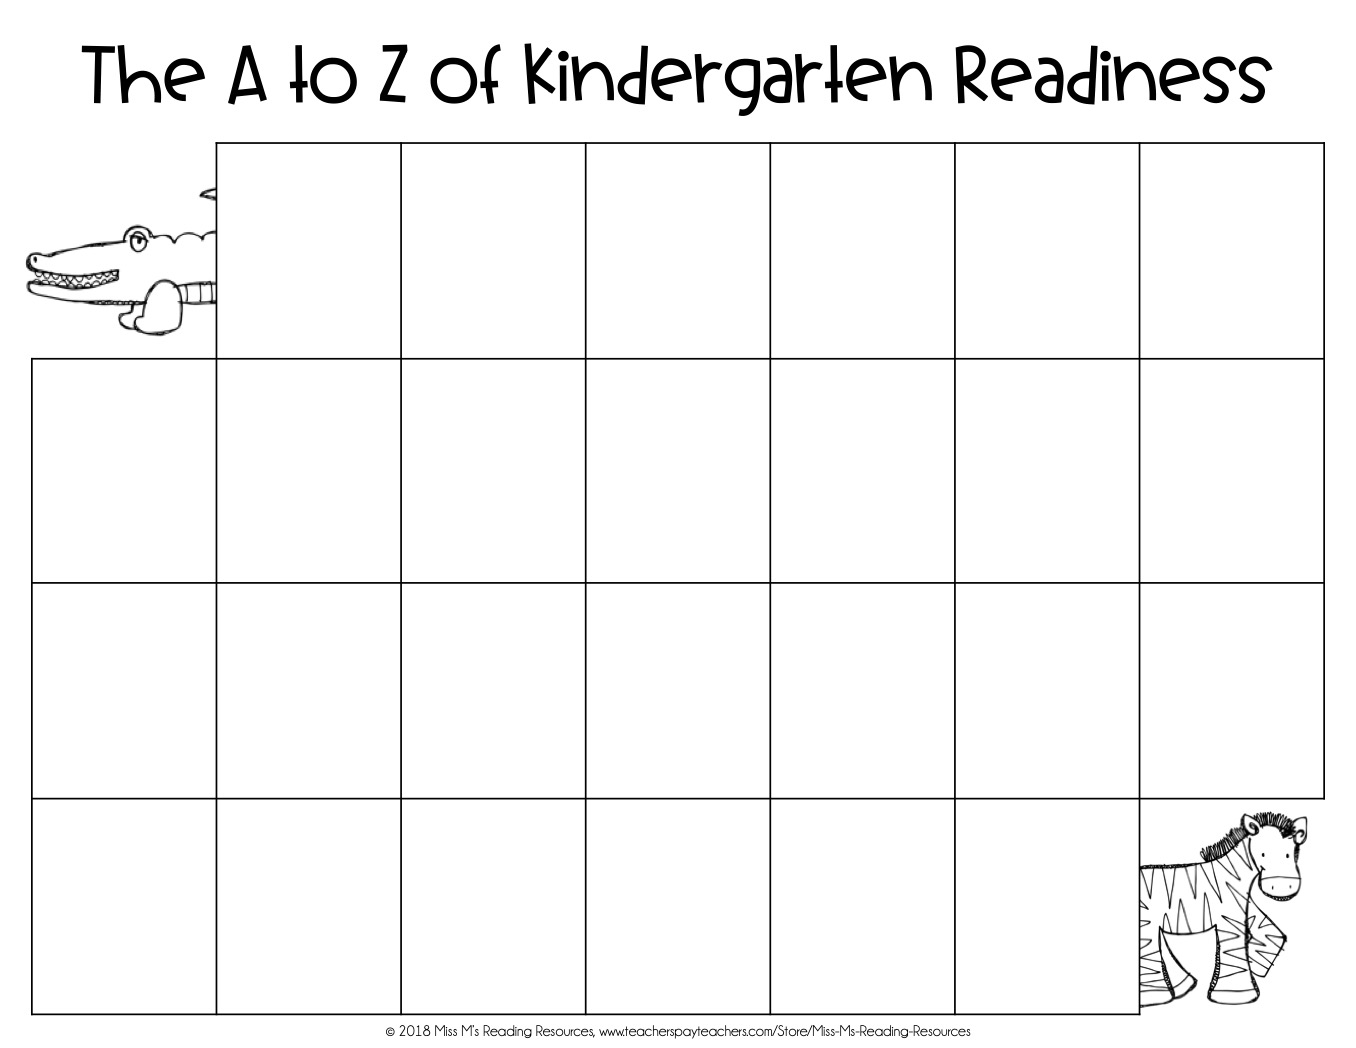 The A to Z of Kindergarten Readiness
© 2018 Miss M's Reading Resources, www.teacherspayteachers.com/Store/Miss-Ms-Reading-Resources